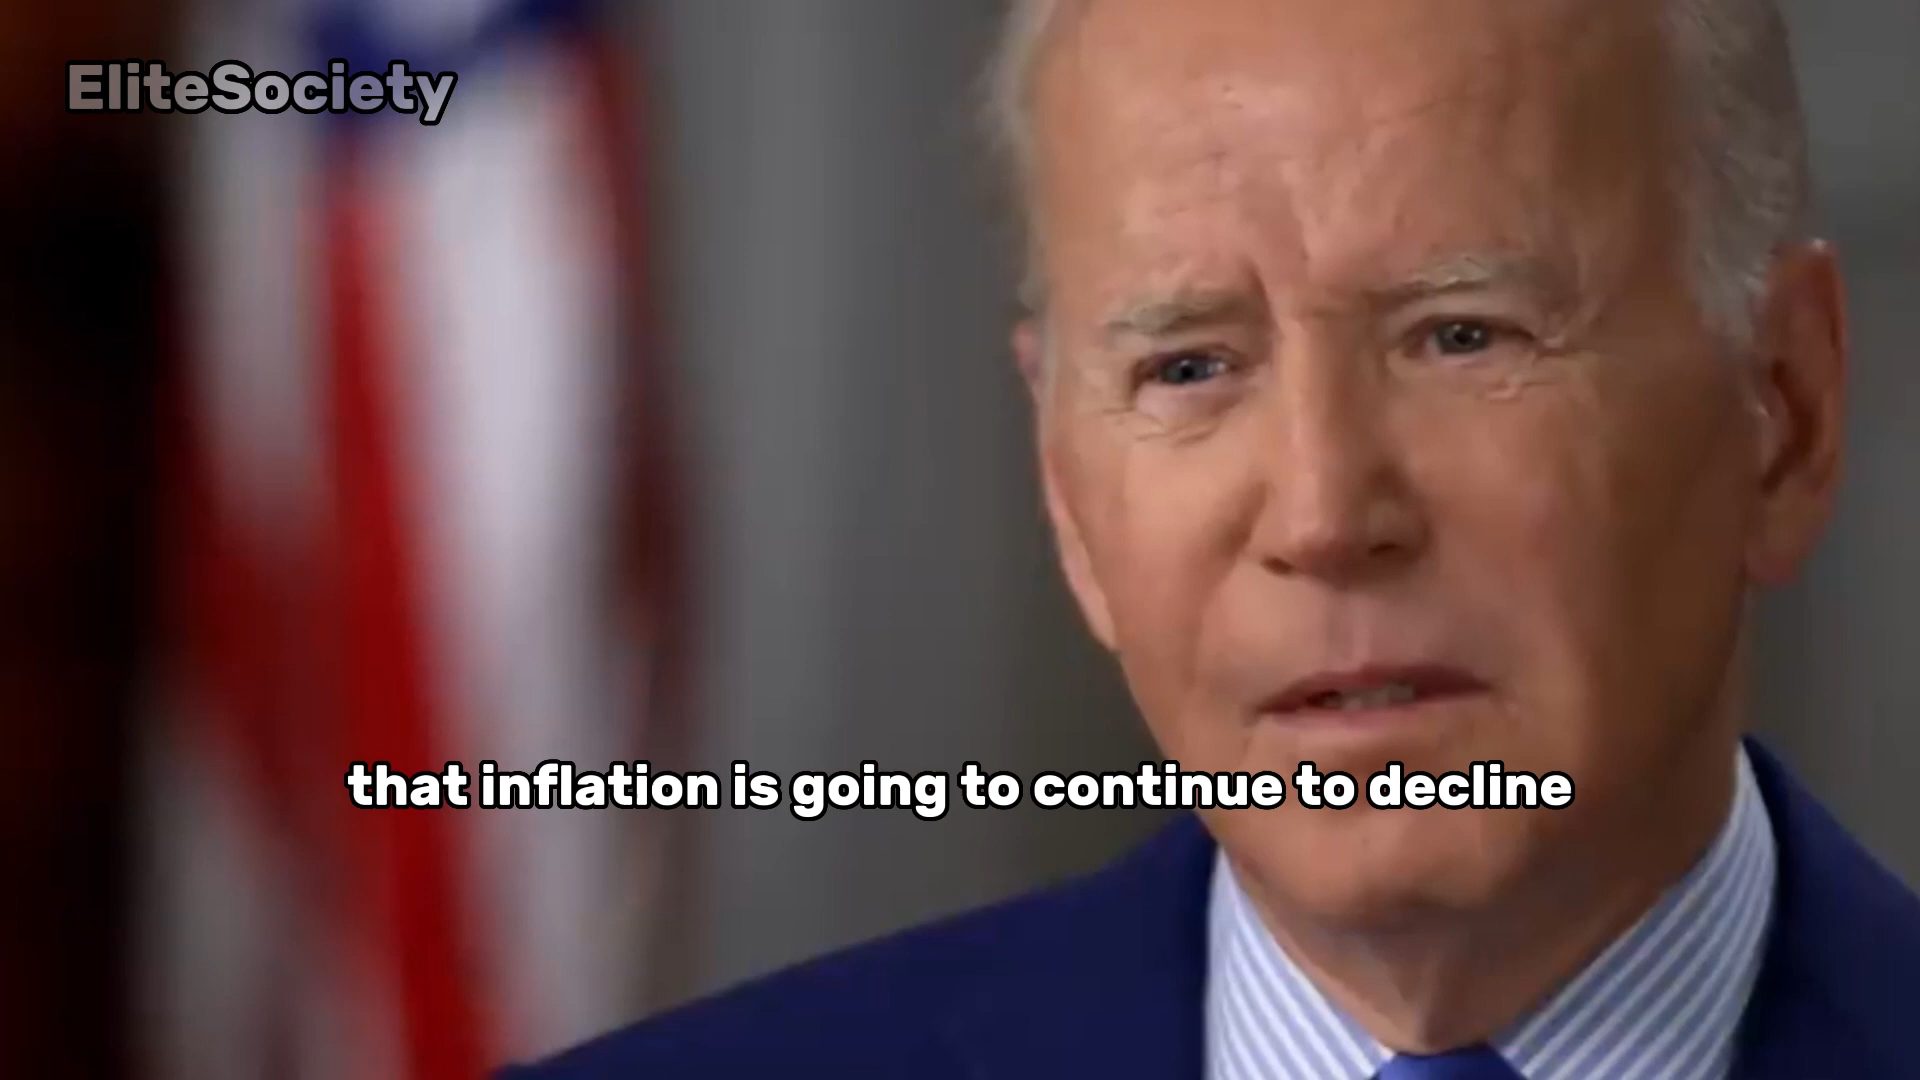 EliteSociety
that inflation is going to continue to decline